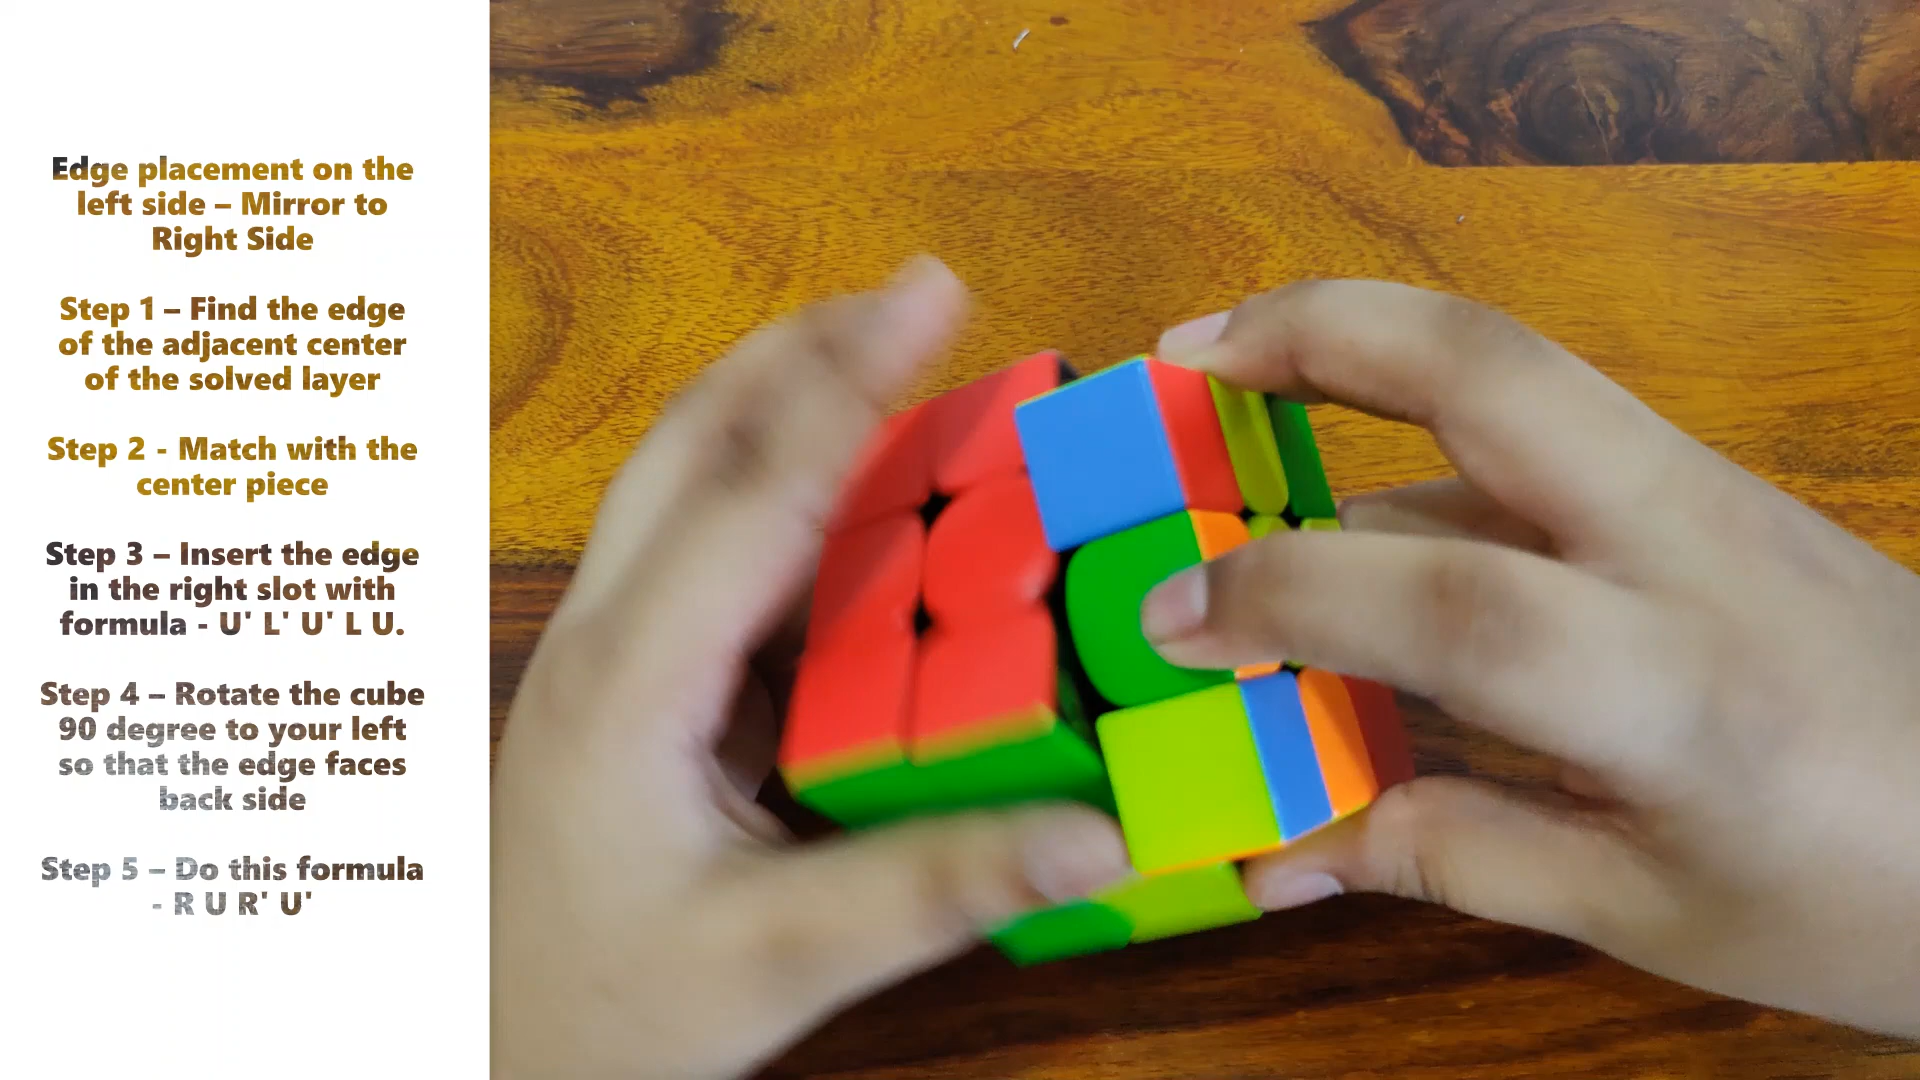 Edge placement on the
left side – Mirror to
Right Side
Step 1 – Find the edge
of the adjacent center
of the solved layer
Step 2 - Match with the
center piece
Step 3 – Insert the edge
in the right slot with
formula - U' L' U' L U.
Step 4 – Rotate the cube
90 degree to your left
so that the edge faces
back side
Step 5 – Do this formula
- R U R' U'